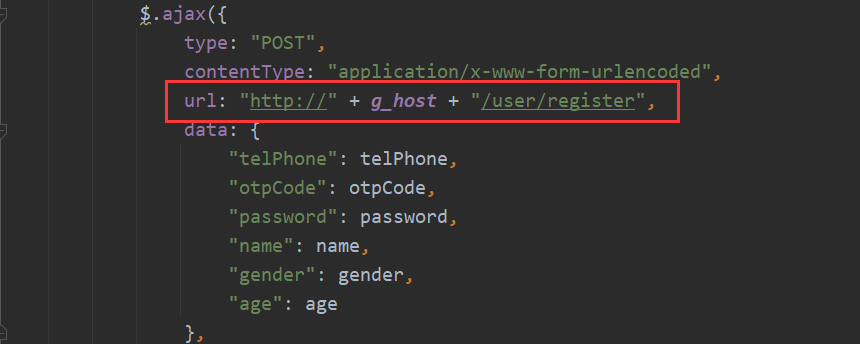 $.ajax({
type: "POST",
contentType: "application/x-www-form-urlencoded",
url: "http://" + g_host + "/user/register",
data: {
"telPhone": telPhone,
"otpCode": otpCode,
"password": password,
"name": name,
"gender": gender,
"age": age
},